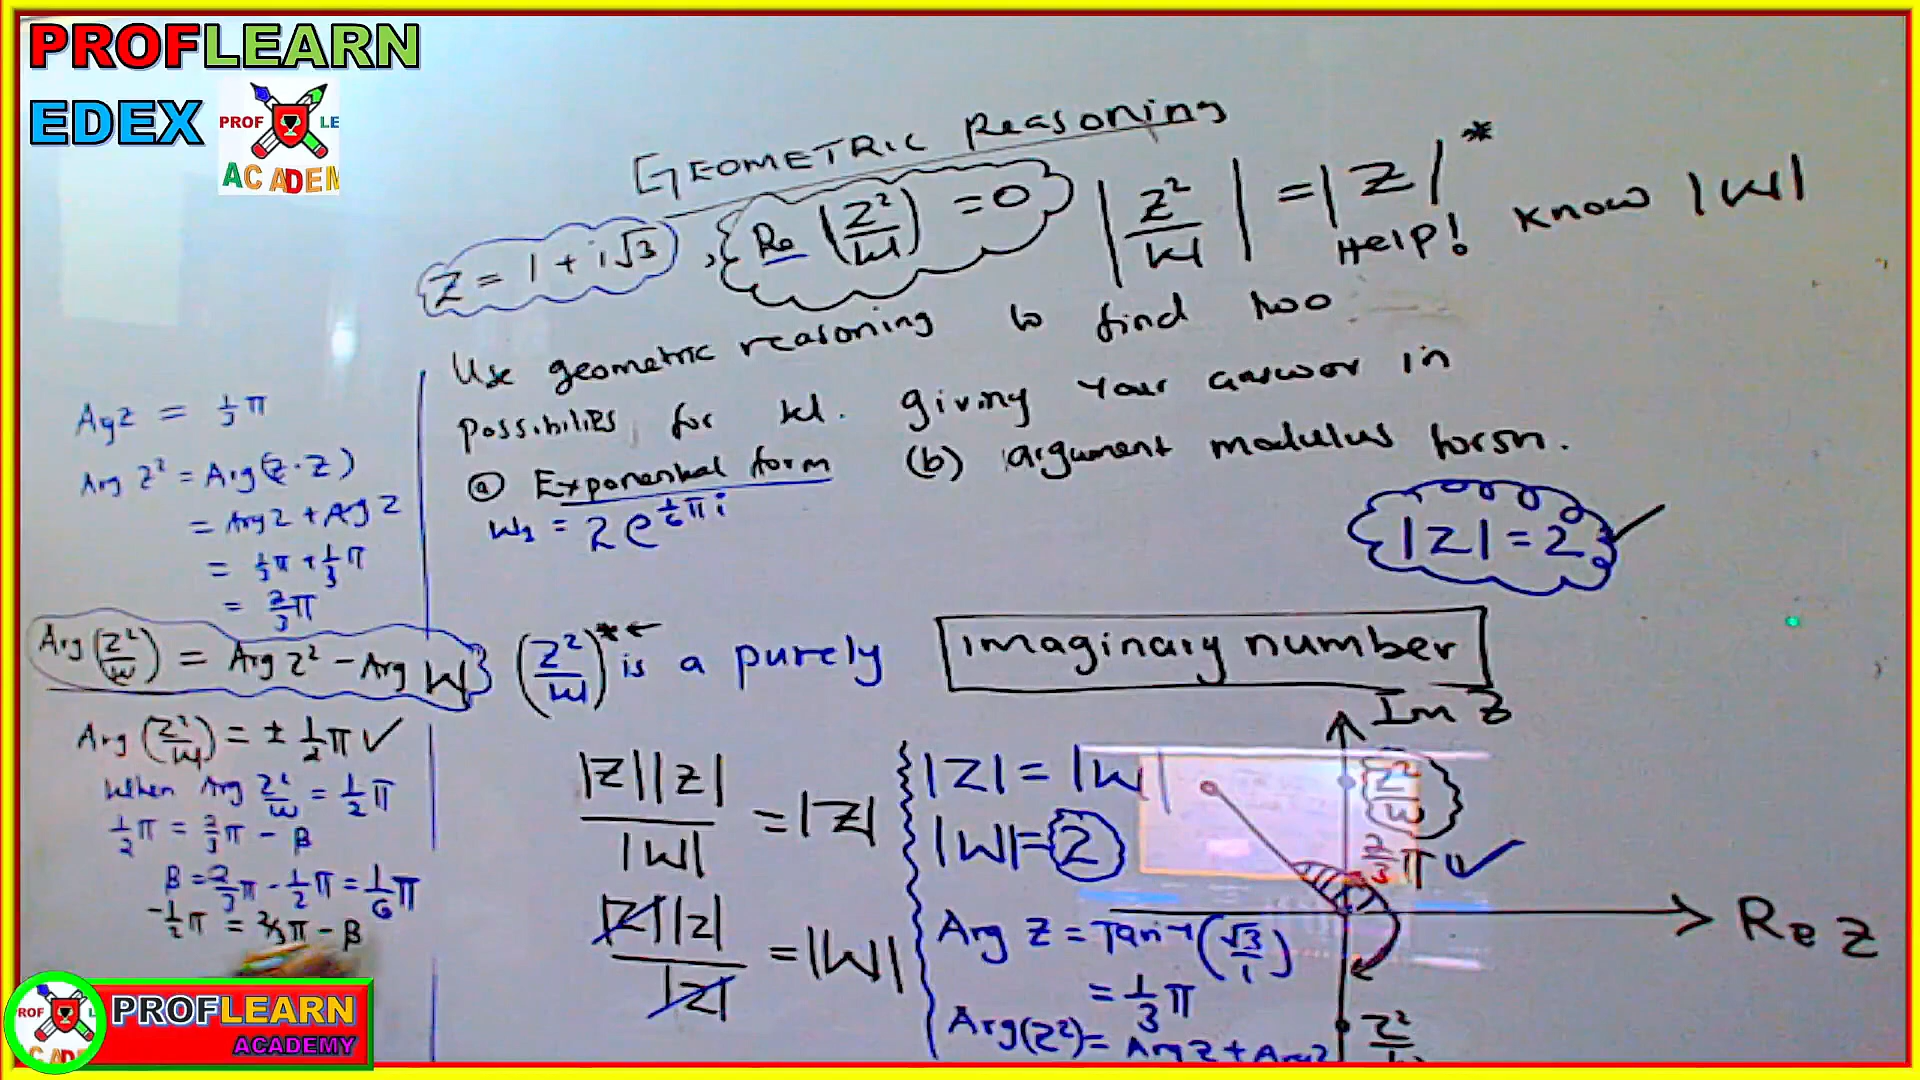 PROFLEARN
EDEX
PROF LE
ACADEM
GEOMETRIC Reasoning
Z = 1 + i√3 , Re (Z²/W) = 0 |Z²/W| = |Z| *
Help! Know |W|
Use geometric reasoning to find two
possibilities for W. giving your answer in
(a) Exponential form (b) argument modulus form.
W₁ = 2e^(1/6 πi)
|Z| = 2
Arg Z = 1/3 π
Arg Z² = Arg(Z·Z)
= Arg Z + Arg Z
= 1/3 π + 1/3 π
= 2/3 π
Arg(Z²/W) = Arg Z² - Arg W
(Z²/W)* ← is a purely imaginary number
Arg(Z²/W) = ± 1/2 π ✓
When Arg Z²/W = 1/2 π
1/2 π = 2/3 π - β
β = 2/3 π - 1/2 π = 1/6 π
-1/2 π = 2/3 π - β
|Z||Z| / |W| = |Z|
|Z||Z| / |Z| = |W|
|Z| = |W|
|W| = 2
Arg Z = Tan⁻¹(√3/1)
= 1/3 π
Arg(Z²) = Arg Z + Arg Z
Im Z
Z²/W
2/3 π ✓
Re Z
Z²
PROF L
PROFLEARN
ACADEMY